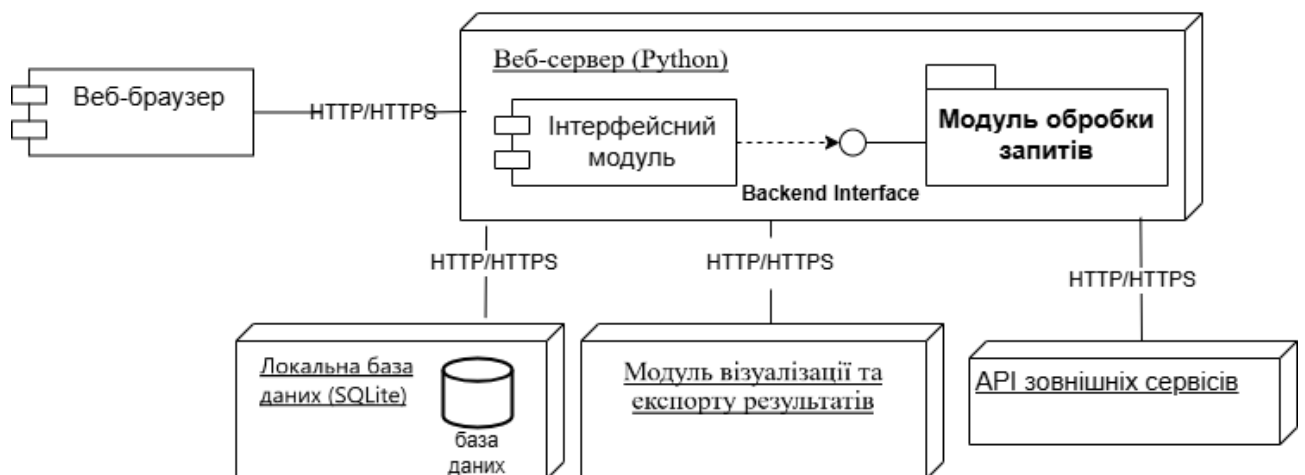 Веб-сервер (Python)
Веб-браузер
HTTP/HTTPS
Інтерфейсний
модуль
Backend Interface
Модуль обробки
запитів
HTTP/HTTPS
HTTP/HTTPS
HTTP/HTTPS
Локальна база
даних (SQLite)
база
даних
Модуль візуалізації та
експорту результатів
АРІ зовнішніх сервісів